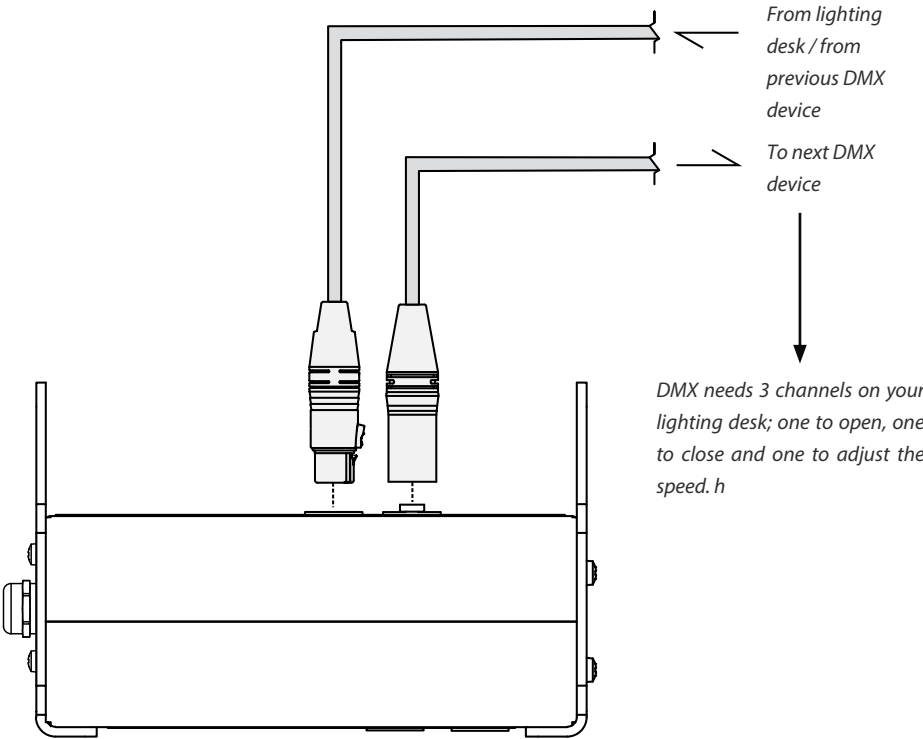 From lighting
desk / from
previous DMX
device
To next DMX
device
DMX needs 3 channels on your
lighting desk; one to open, one
to close and one to adjust the
speed. h